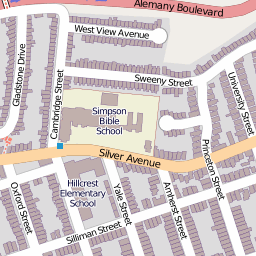 Alemany Boulevard
West View Avenue
Gladstone Drive
Cambridge Street
Sweeny Street
University Street
Simpson
Bible
School
Silver Avenue
Princeton Street
Hillcrest
Elementary
School
Oxford Street
Yale Street
Amherst Street
Silliman Street